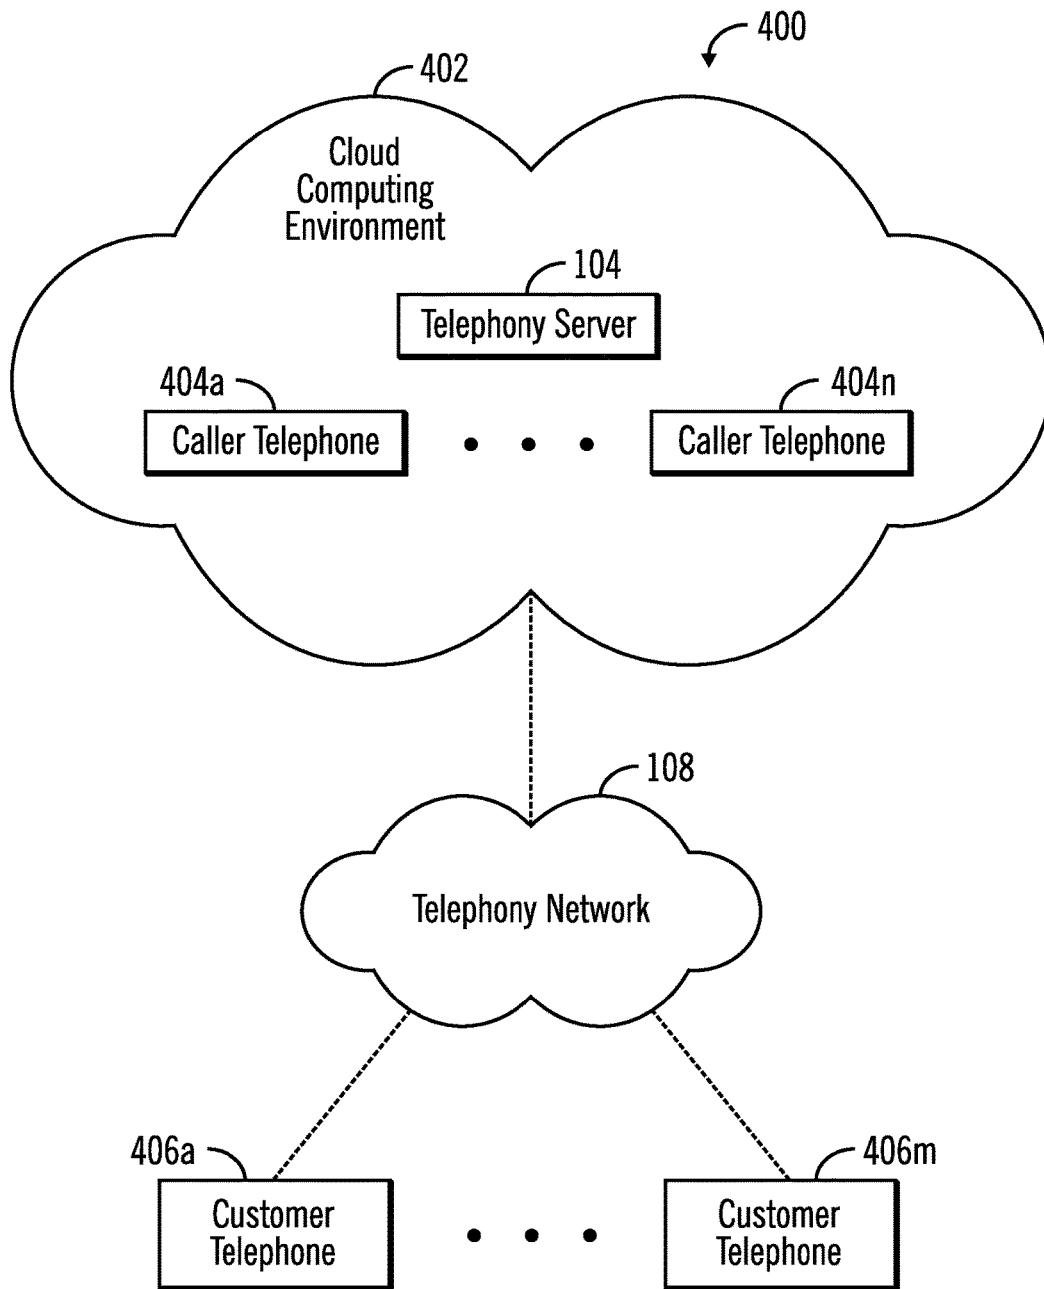 400
402
Cloud
Computing
Environment
104
Telephony Server
404a
404n
Caller Telephone
Caller Telephone
108
Telephony Network
406a
406m
Customer
Telephone
Customer
Telephone